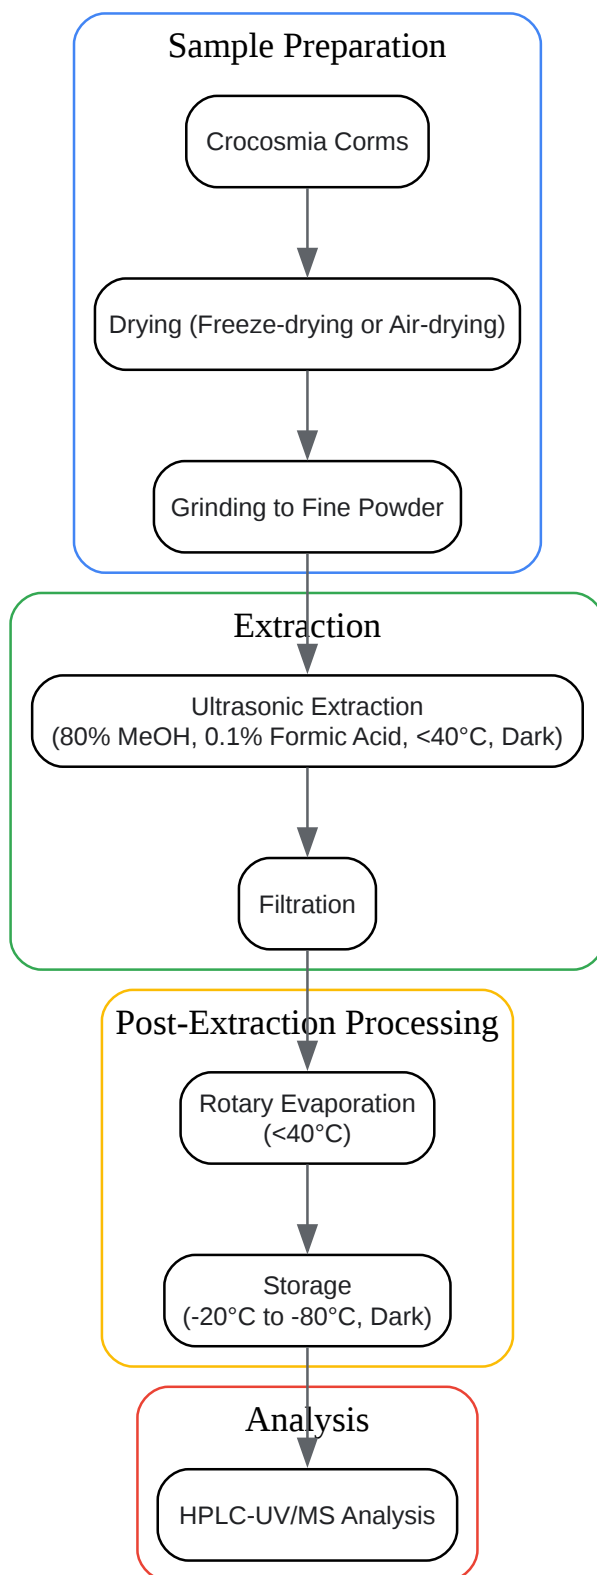 Sample Preparation
Crocosmia Corms
Drying (Freeze-drying or Air-drying)
Grinding to Fine Powder
Extraction
Ultrasonic Extraction
(80% MeOH, 0.1% Formic Acid, <40°C, Dark)
Filtration
Post-Extraction Processing
Rotary Evaporation
(<40°C)
Storage
(-20°C to -80°C, Dark)
Analysis
HPLC-UV/MS Analysis